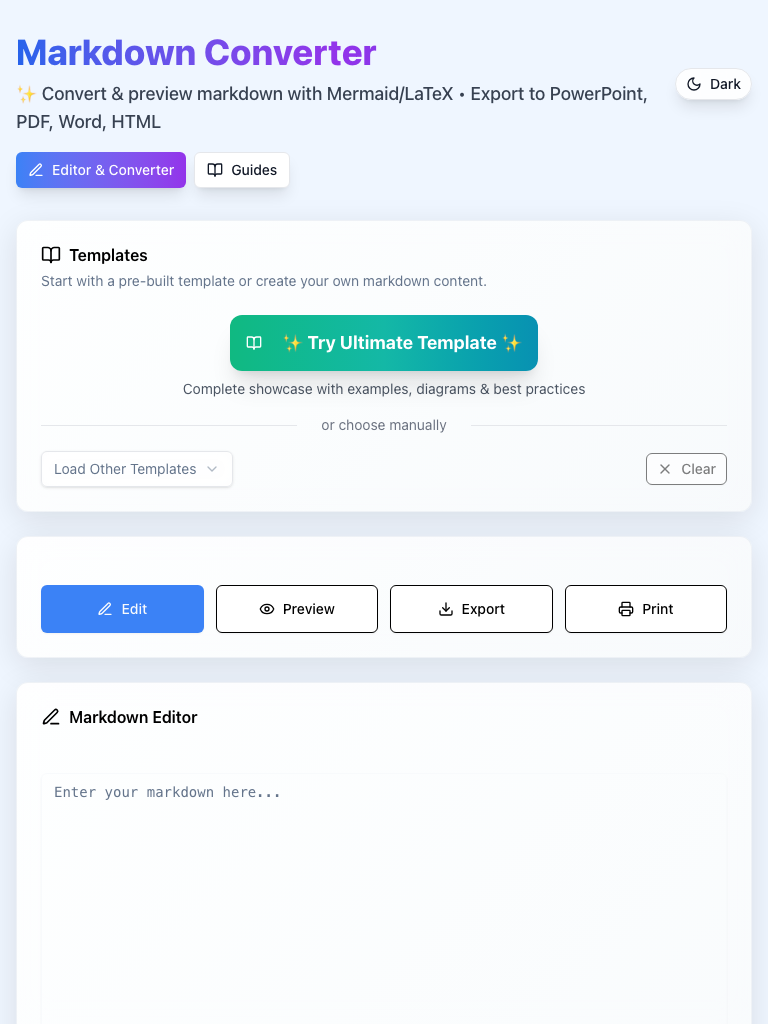 Markdown Converter
✨ Convert & preview markdown with Mermaid/LaTeX • Export to PowerPoint,
PDF, Word, HTML
Dark
Editor & Converter
Guides
Templates
Start with a pre-built template or create your own markdown content.
✨ Try Ultimate Template ✨
Complete showcase with examples, diagrams & best practices
or choose manually
Load Other Templates
Clear
Edit
Preview
Export
Print
Markdown Editor
Enter your markdown here...